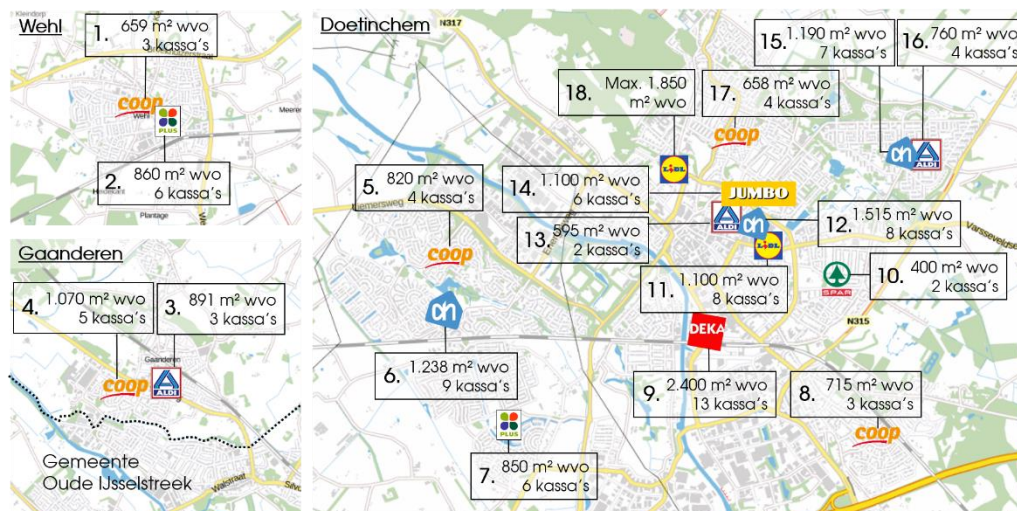 Wehl
1. 659 m² wvo
3 kassa's
coop
Wehl
PLUS
2. 860 m² wvo
6 kassa's
Plantage
Gaanderen
4. 1.070 m² wvo
5 kassa's
3. 891 m² wvo
3 kassa's
Gaanderen
coop
ALDI
Gemeente
Oude IJsselstreek
Doetinchem
N317
15. 1.190 m² wvo
7 kassa's
16. 760 m² wvo
4 kassa's
18. Max. 1.850
m² wvo
17. 658 m² wvo
4 kassa's
coop
LiDL
ah
ALDI
5. 820 m² wvo
4 kassa's
14. 1.100 m² wvo
6 kassa's
JUMBO
13. 595 m² wvo
2 kassa's
ALDI
ah
12. 1.515 m² wvo
8 kassa's
coop
LiDL
11. 1.100 m² wvo
8 kassa's
SPAR
10. 400 m² wvo
2 kassa's
ah
DEKA
N315
6. 1.238 m² wvo
9 kassa's
9. 2.400 m² wvo
13 kassa's
8. 715 m² wvo
3 kassa's
coop
PLUS
7. 850 m² wvo
6 kassa's